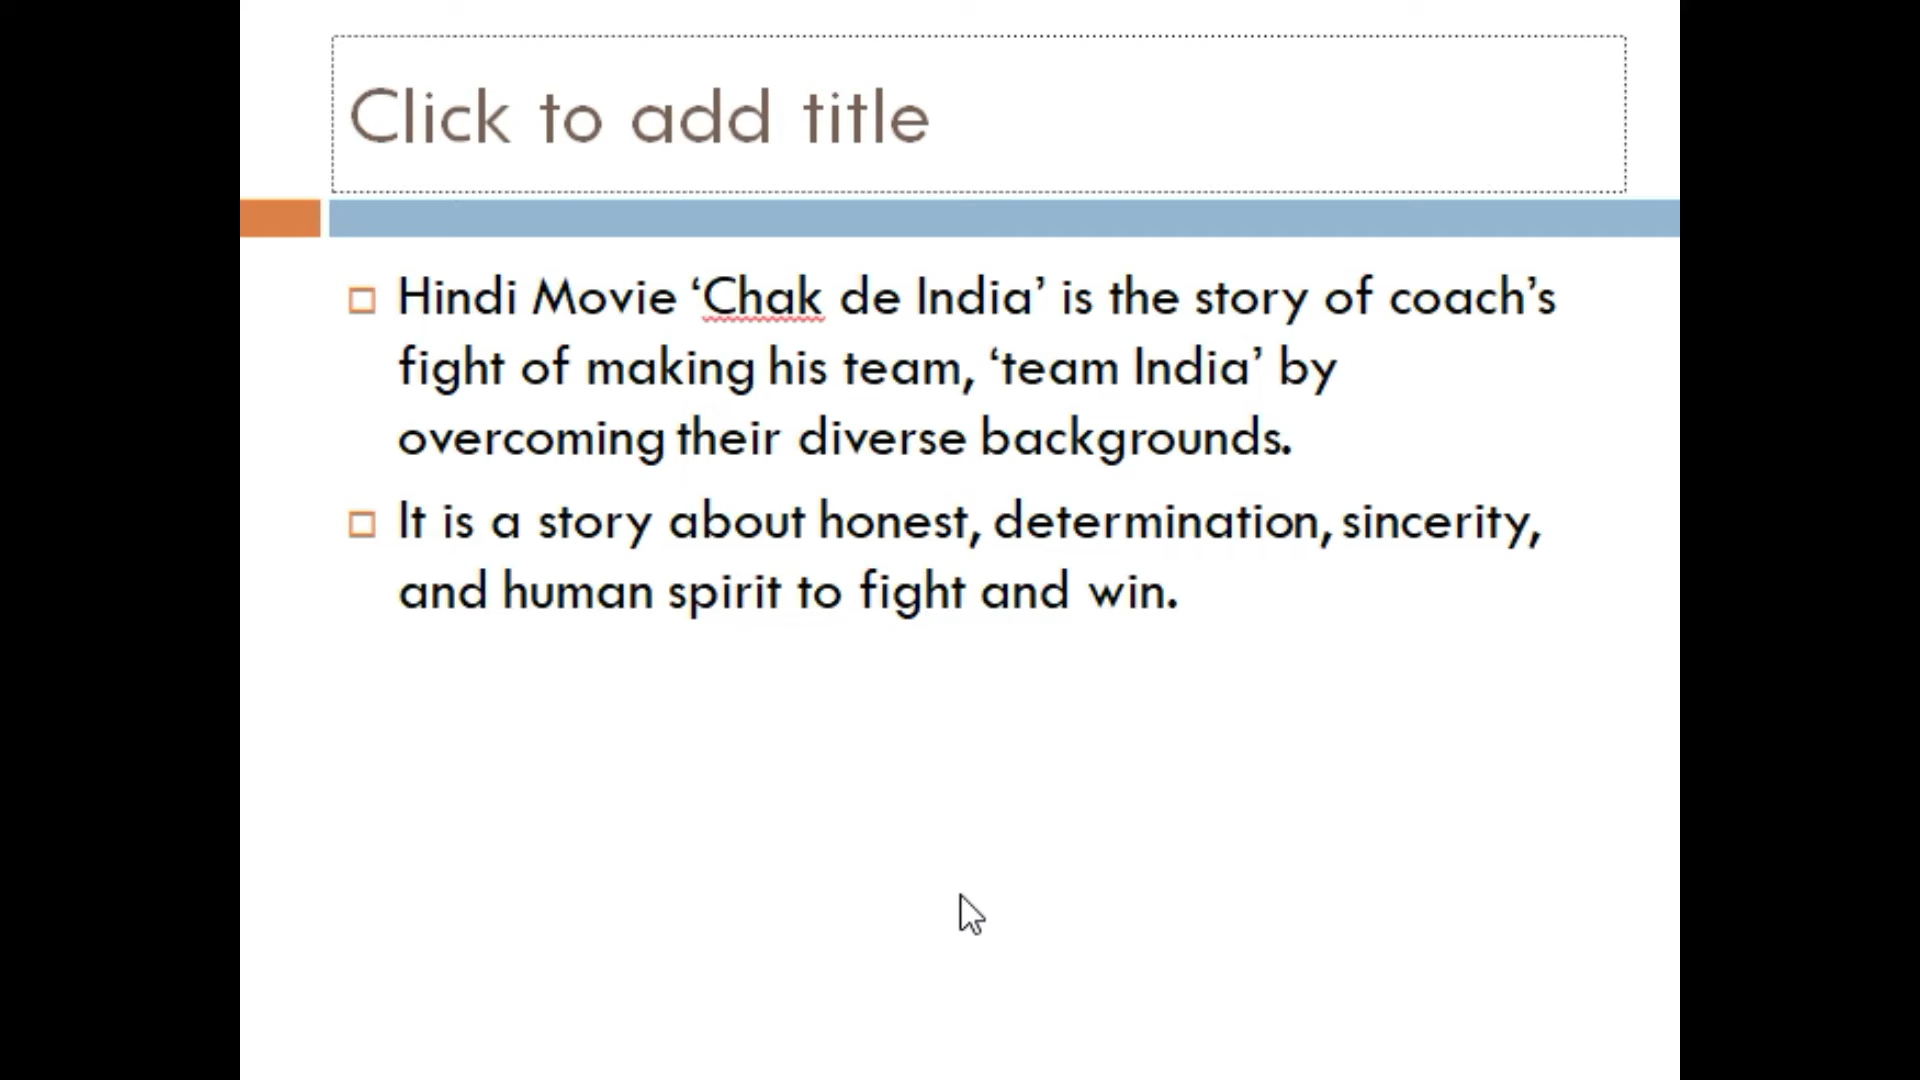 Click to add title
Hindi Movie ‘Chak de India’ is the story of coach’s
fight of making his team, ‘team India’ by
overcoming their diverse backgrounds.
It is a story about honest, determination, sincerity,
and human spirit to fight and win.